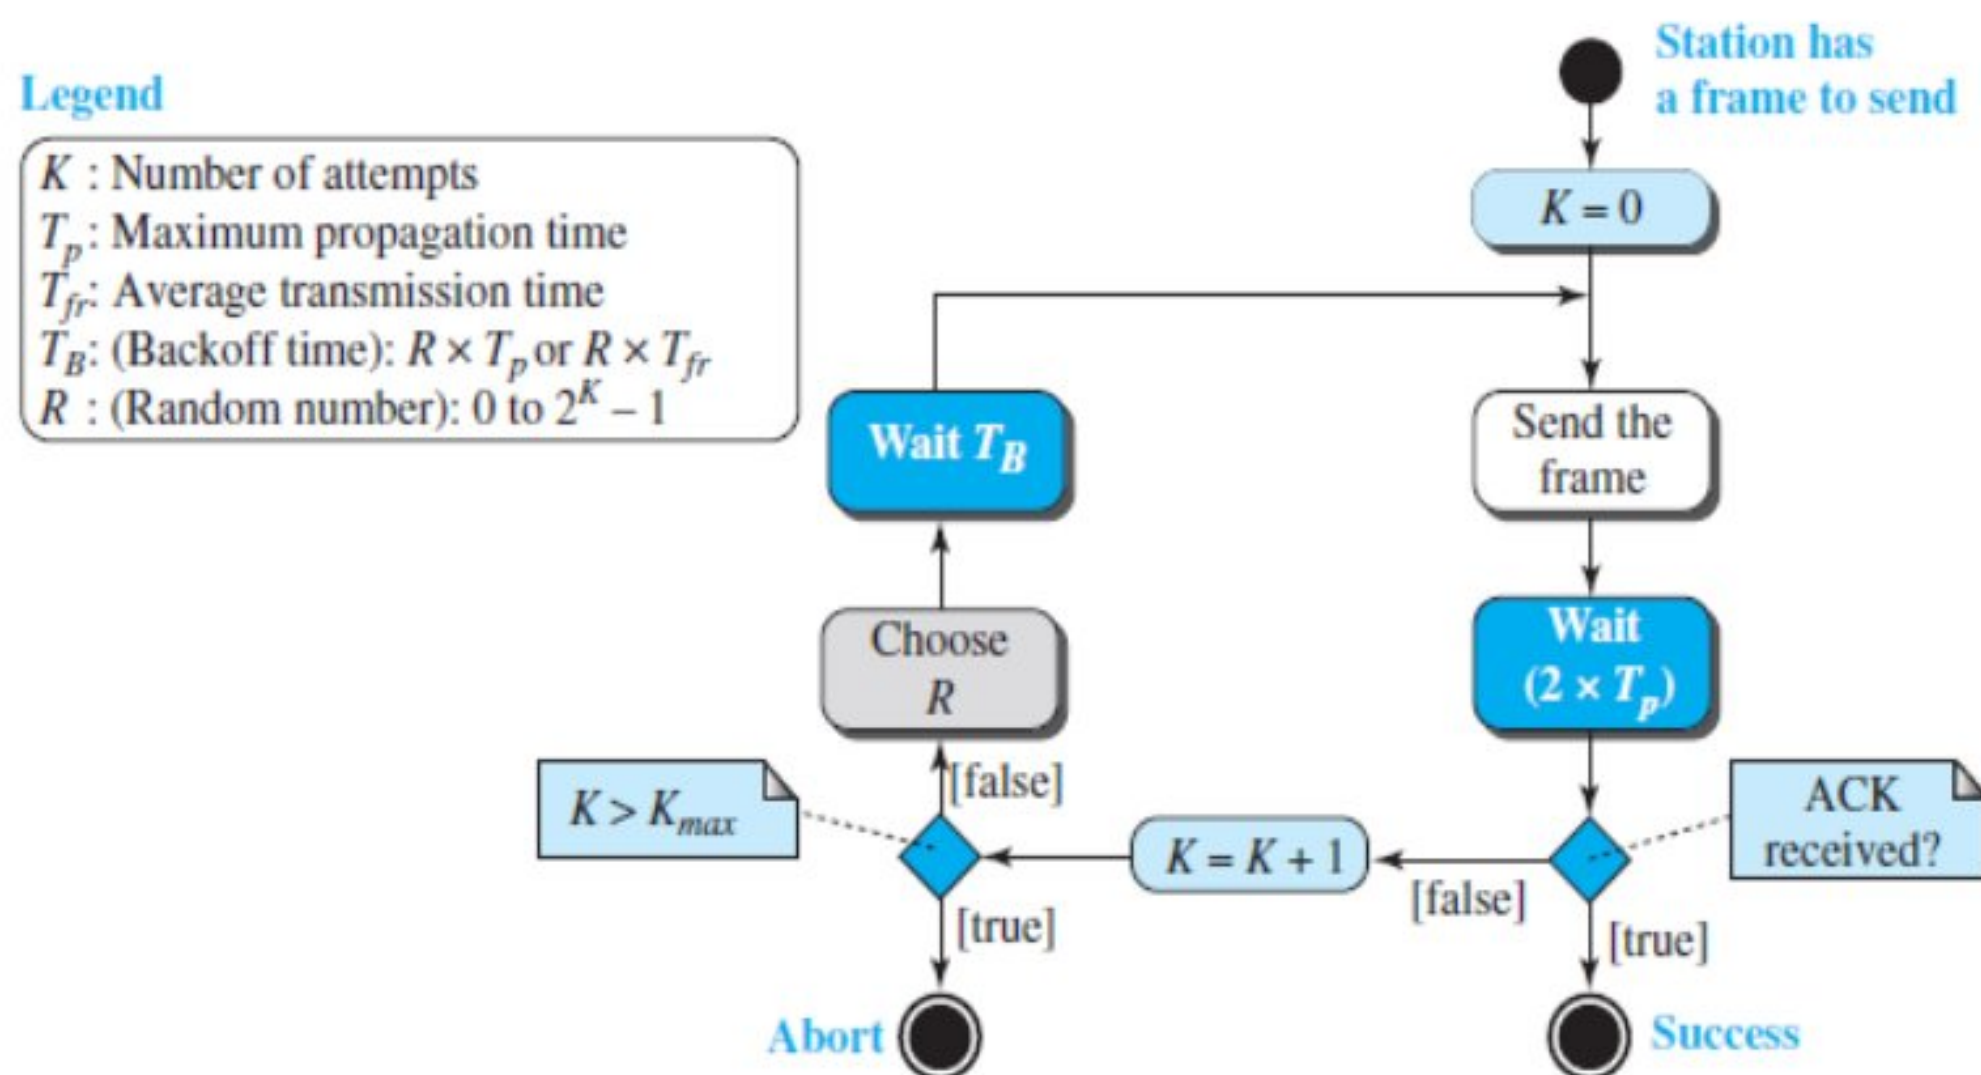 Legend
K : Number of attempts
Tp: Maximum propagation time
Tfr: Average transmission time
TB: (Backoff time): R × Tp or R × Tfr
R : (Random number): 0 to 2^K – 1
Station has
a frame to send
K = 0
Send the
frame
Wait
(2 × Tp)
ACK
received?
[true]
Success
[false]
K = K + 1
K > Kmax
[true]
Abort
[false]
Choose
R
Wait TB